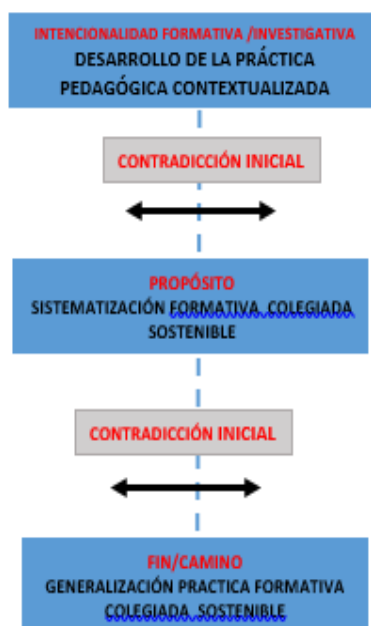 INTENCIONALIDAD FORMATIVA /INVESTIGATIVA
DESARROLLO DE LA PRÁCTICA
PEDAGÓGICA CONTEXTUALIZADA
CONTRADICCIÓN INICIAL
PROPÓSITO
SISTEMATIZACIÓN FORMATIVA COLEGIADA
SOSTENIBLE
CONTRADICCIÓN INICIAL
FIN/CAMINO
GENERALIZACIÓN PRACTICA FORMATIVA
COLEGIADA SOSTENIBLE